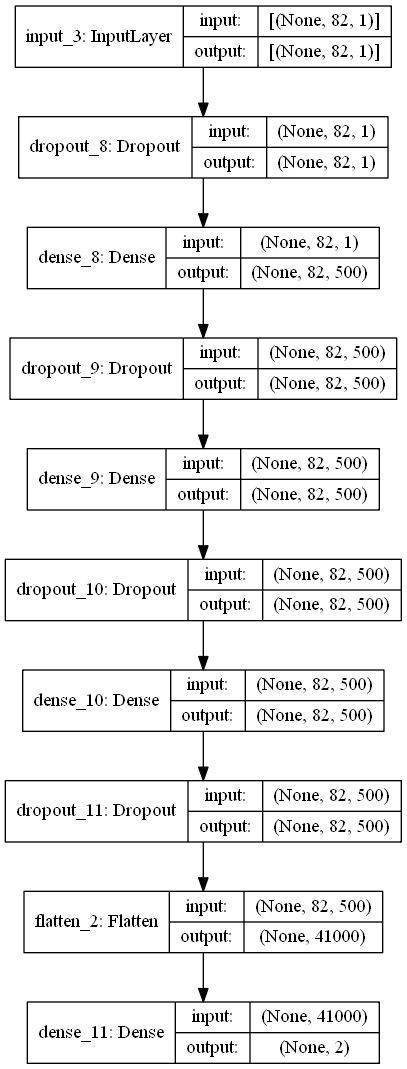 input_3: InputLayer
input: [(None, 82, 1)]
output: [(None, 82, 1)]
dropout_8: Dropout
input: (None, 82, 1)
output: (None, 82, 1)
dense_8: Dense
input: (None, 82, 1)
output: (None, 82, 500)
dropout_9: Dropout
input: (None, 82, 500)
output: (None, 82, 500)
dense_9: Dense
input: (None, 82, 500)
output: (None, 82, 500)
dropout_10: Dropout
input: (None, 82, 500)
output: (None, 82, 500)
dense_10: Dense
input: (None, 82, 500)
output: (None, 82, 500)
dropout_11: Dropout
input: (None, 82, 500)
output: (None, 82, 500)
flatten_2: Flatten
input: (None, 82, 500)
output: (None, 41000)
dense_11: Dense
input: (None, 41000)
output: (None, 2)